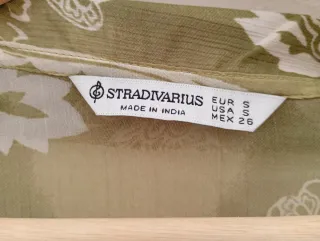 STRADIVARIUS
MADE IN INDIA
EUR S
USA S
MEX 26